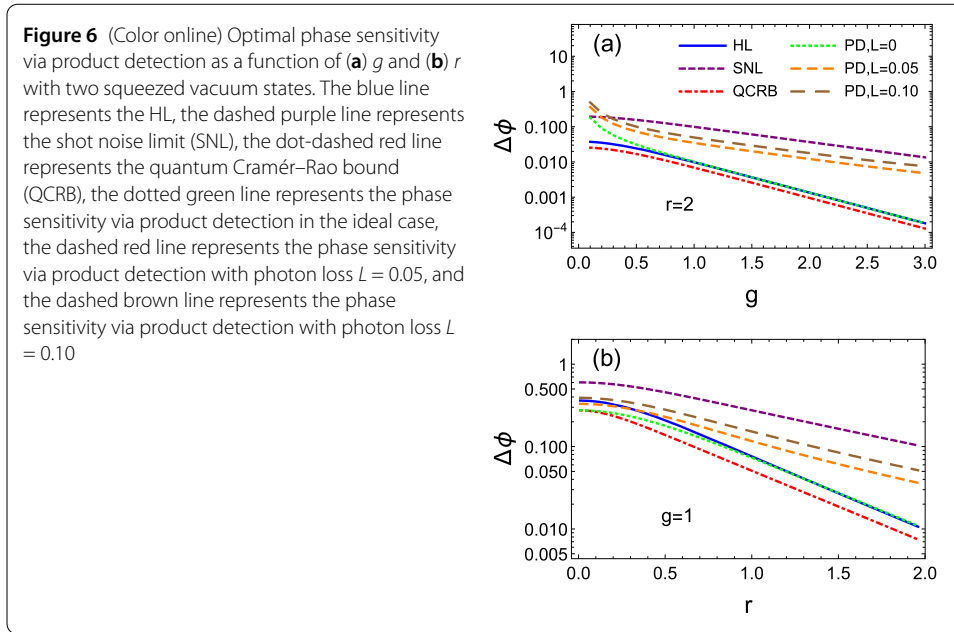 Figure 6 (Color online) Optimal phase sensitivity
via product detection as a function of (a) g and (b) r
with two squeezed vacuum states. The blue line
represents the HL, the dashed purple line represents
the shot noise limit (SNL), the dot-dashed red line
represents the quantum Cramér–Rao bound
(QCRB), the dotted green line represents the phase
sensitivity via product detection in the ideal case,
the dashed red line represents the phase sensitivity
via product detection with photon loss L = 0.05, and
the dashed brown line represents the phase
sensitivity via product detection with photon loss L
= 0.10
(a)
HL
PD,L=0
SNL
PD,L=0.05
QCRB
PD,L=0.10
10
1
0.100
0.010
0.001
10⁻⁴
Δϕ
r=2
0.0 0.5 1.0 1.5 2.0 2.5 3.0
g
(b)
1
0.500
0.100
0.050
0.010
0.005
Δϕ
g=1
0.0 0.5 1.0 1.5 2.0
r